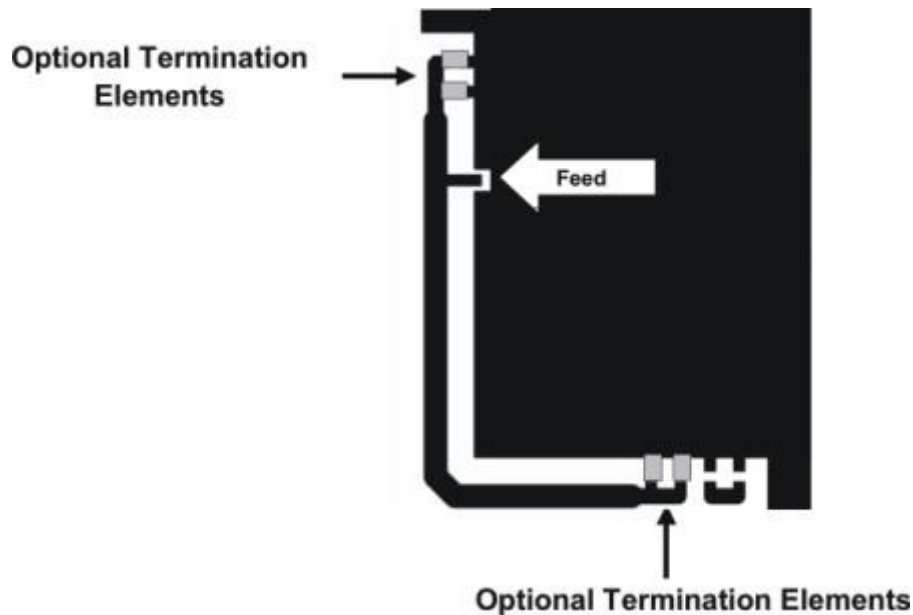 Optional Termination
Elements
Feed
Optional Termination Elements